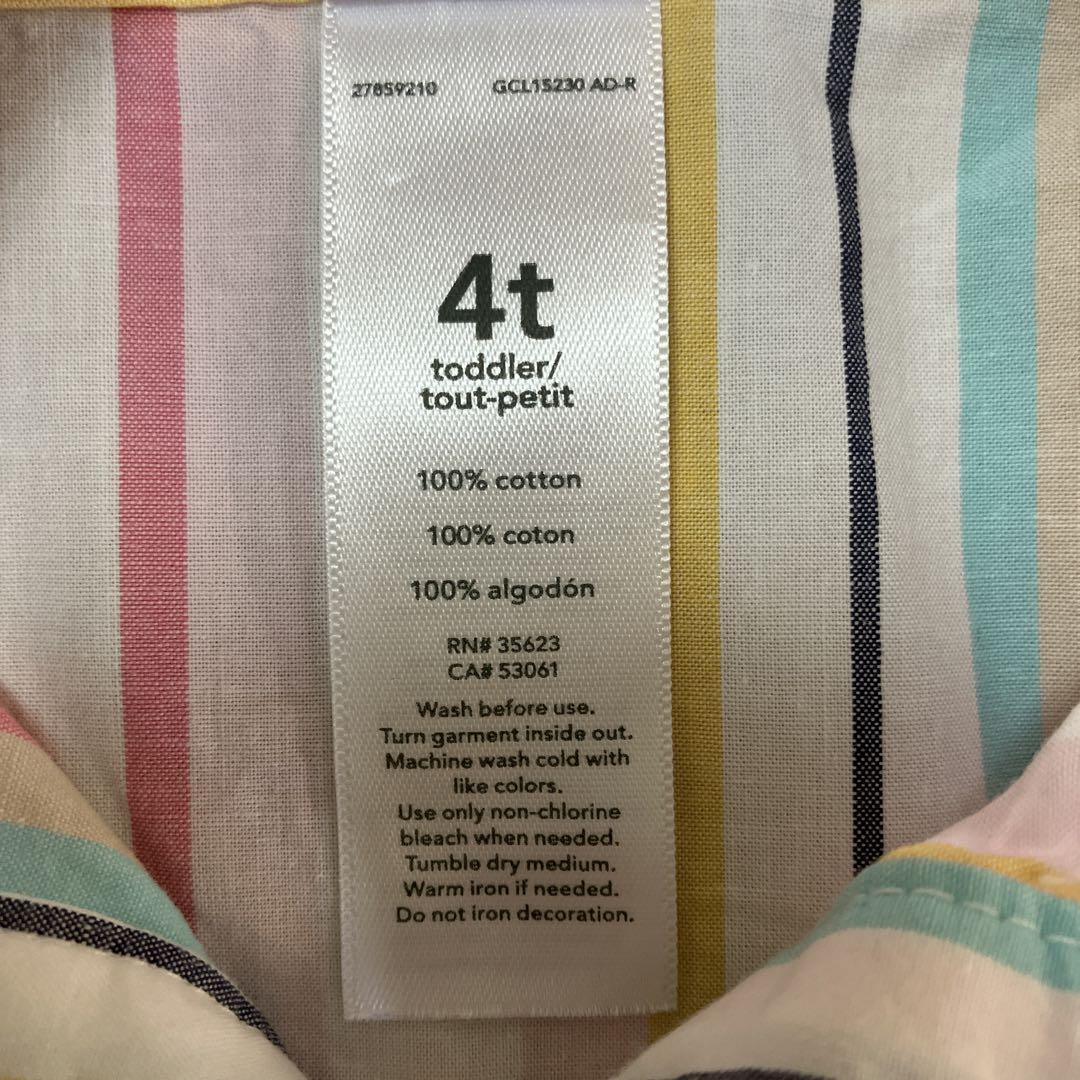 27859210 GCL15230 AD-R
4t
toddler/
tout-petit
100% cotton
100% coton
100% algodón
RN# 35623
CA# 53061
Wash before use.
Turn garment inside out.
Machine wash cold with
like colors.
Use only non-chlorine
bleach when needed.
Tumble dry medium.
Warm iron if needed.
Do not iron decoration.